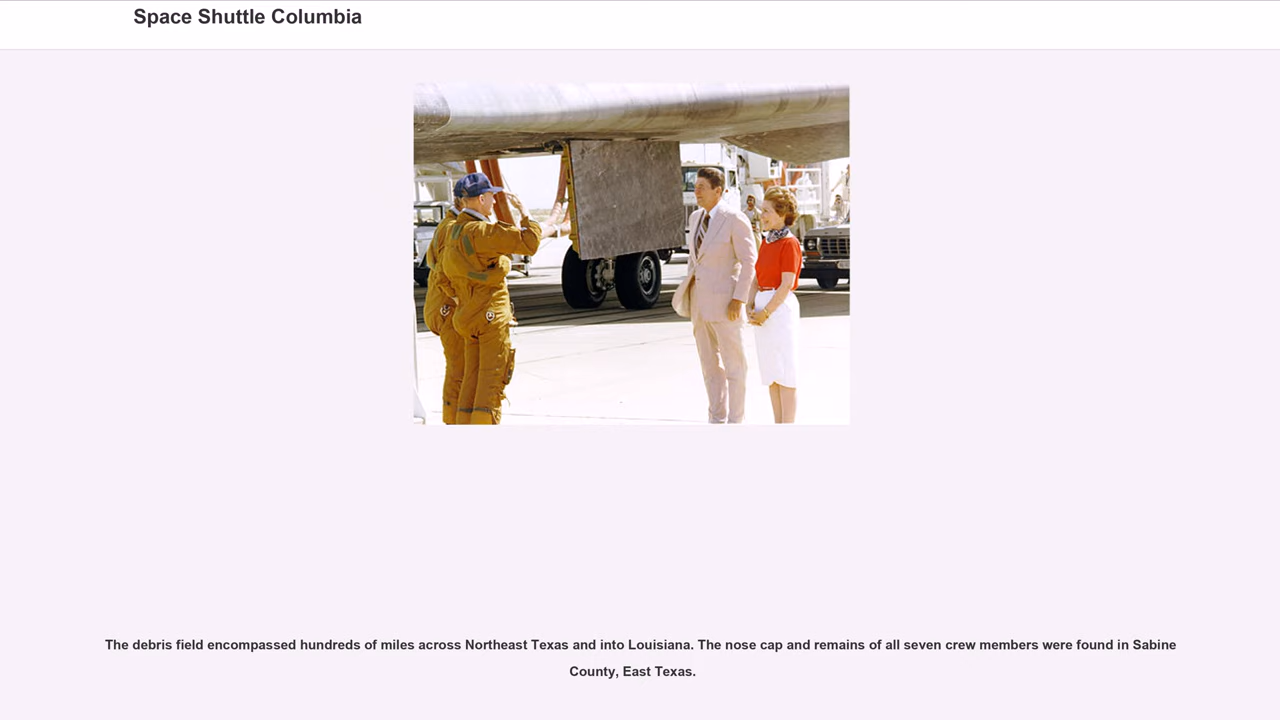 Space Shuttle Columbia
The debris field encompassed hundreds of miles across Northeast Texas and into Louisiana. The nose cap and remains of all seven crew members were found in Sabine
County, East Texas.